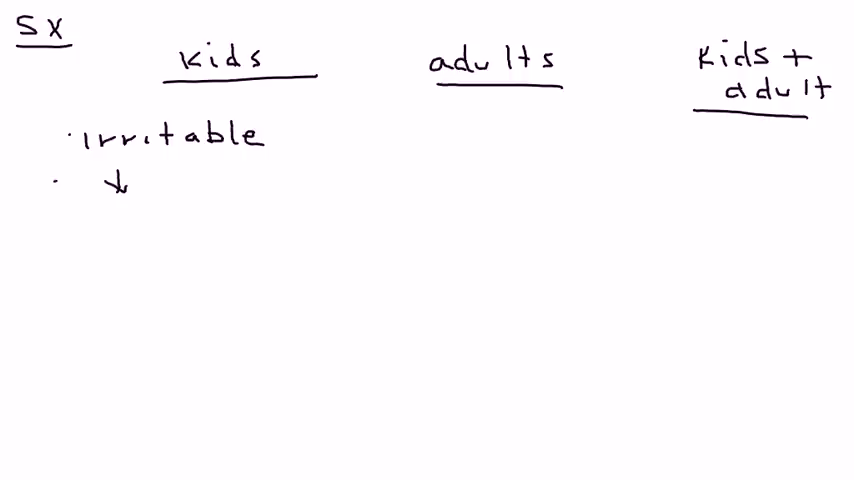 Sx
kids
adults
kids +
adult
· irritable
· ↓